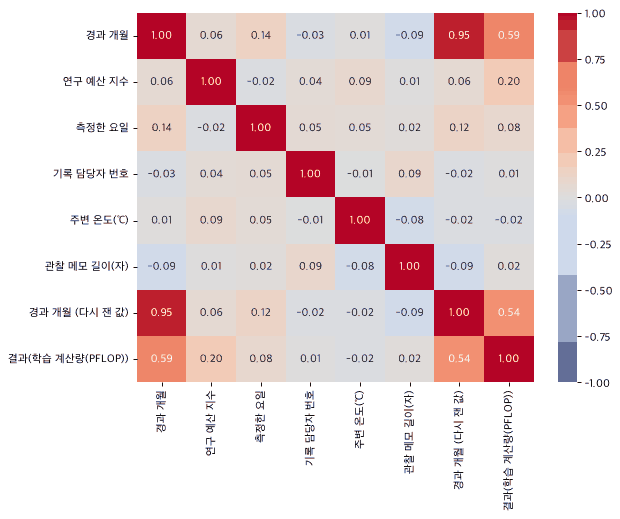 경과 개월 1.00 0.06 0.14 −0.03 0.01 −0.09 0.95 0.59
연구 예산 지수 0.06 1.00 −0.02 0.04 0.09 0.01 0.06 0.20
측정한 요일 0.14 −0.02 1.00 0.05 0.05 0.02 0.12 0.08
기록 담당자 번호 −0.03 0.04 0.05 1.00 −0.01 0.09 −0.02 0.01
주변 온도(℃) 0.01 0.09 0.05 −0.01 1.00 −0.08 −0.02 −0.02
관찰 메모 길이(자) −0.09 0.01 0.02 0.09 −0.08 1.00 −0.09 0.02
경과 개월 (다시 잰 값) 0.95 0.06 0.12 −0.02 −0.02 −0.09 1.00 0.54
결과(학습 계산량(PFLOP)) 0.59 0.20 0.08 0.01 −0.02 0.02 0.54 1.00
경과 개월
연구 예산 지수
측정한 요일
기록 담당자 번호
주변 온도(℃)
관찰 메모 길이(자)
경과 개월 (다시 잰 값)
결과(학습 계산량(PFLOP))
1.00
0.75
0.50
0.25
0.00
−0.25
−0.50
−0.75
−1.00